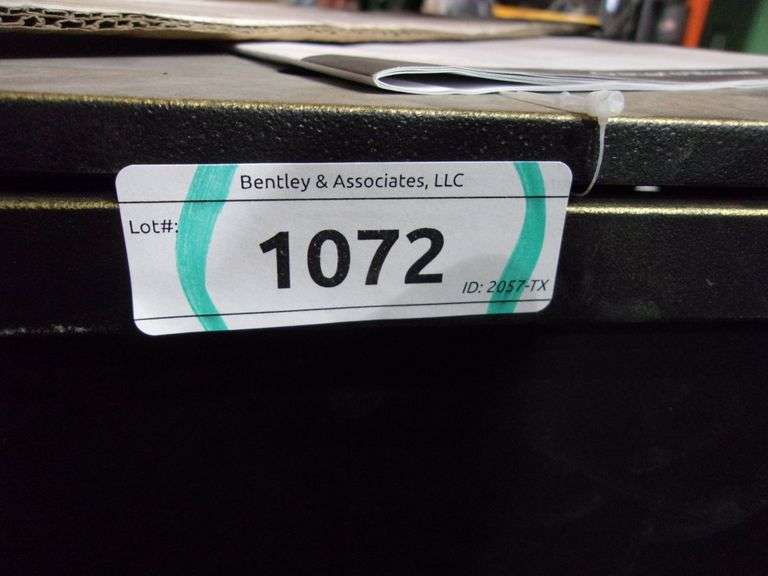 Bentley & Associates, LLC
Lot#:
1072
ID: 2057-TX